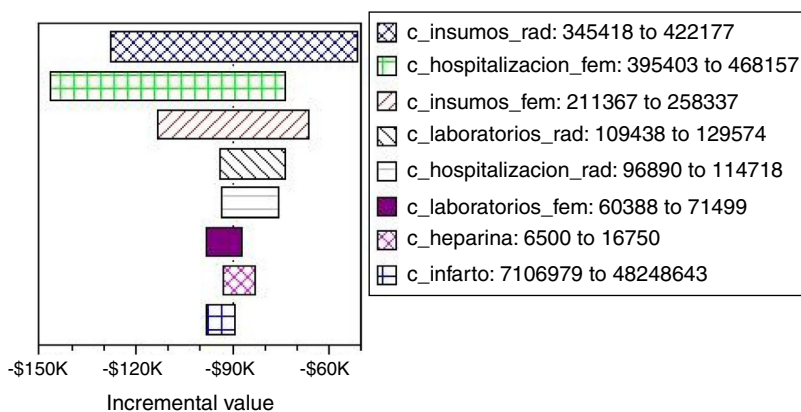 c_insumos_rad: 345418 to 422177
c_hospitalizacion_fem: 395403 to 468157
c_insumos_fem: 211367 to 258337
c_laboratorios_rad: 109438 to 129574
c_hospitalizacion_rad: 96890 to 114718
c_laboratorios_fem: 60388 to 71499
c_heparina: 6500 to 16750
c_infarto: 7106979 to 48248643
-$150K -$120K -$90K -$60K
Incremental value